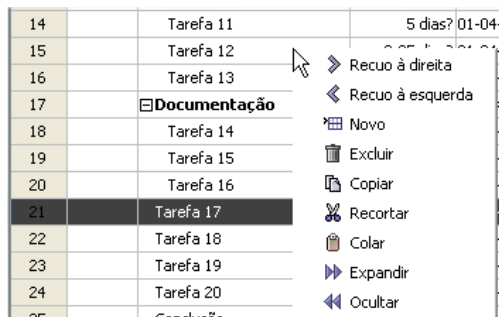 14 Tarefa 11 5 dias? 01-04-
15 Tarefa 12
16 Tarefa 13
17 Documentação
18 Tarefa 14
19 Tarefa 15
20 Tarefa 16
21 Tarefa 17
22 Tarefa 18
23 Tarefa 19
24 Tarefa 20
Recuo à direita
Recuo à esquerda
Novo
Excluir
Copiar
Recortar
Colar
Expandir
Ocultar